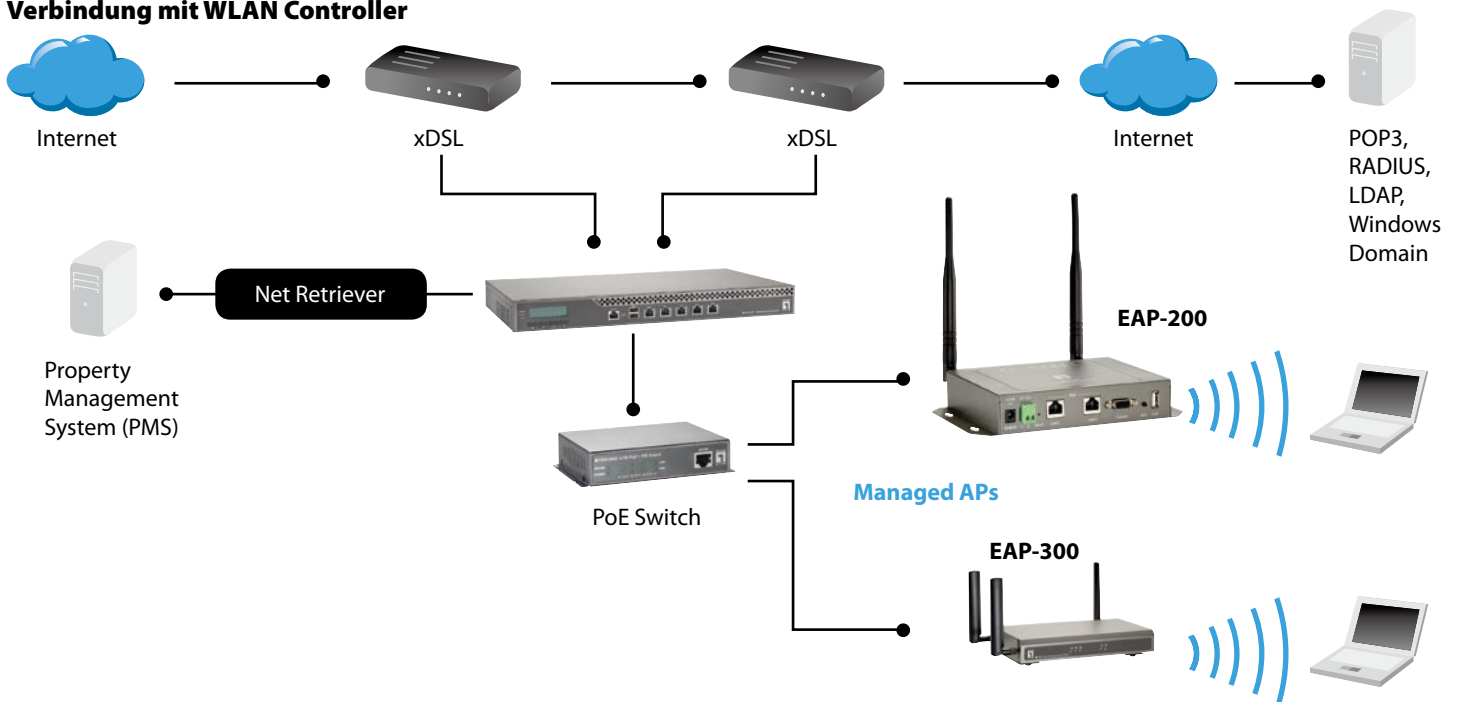 Verbindung mit WLAN Controller
Internet
xDSL
xDSL
Internet
POP3,
RADIUS,
LDAP,
Windows
Domain
Net Retriever
Property
Management
System (PMS)
EAP-200
PoE Switch
Managed APs
EAP-300